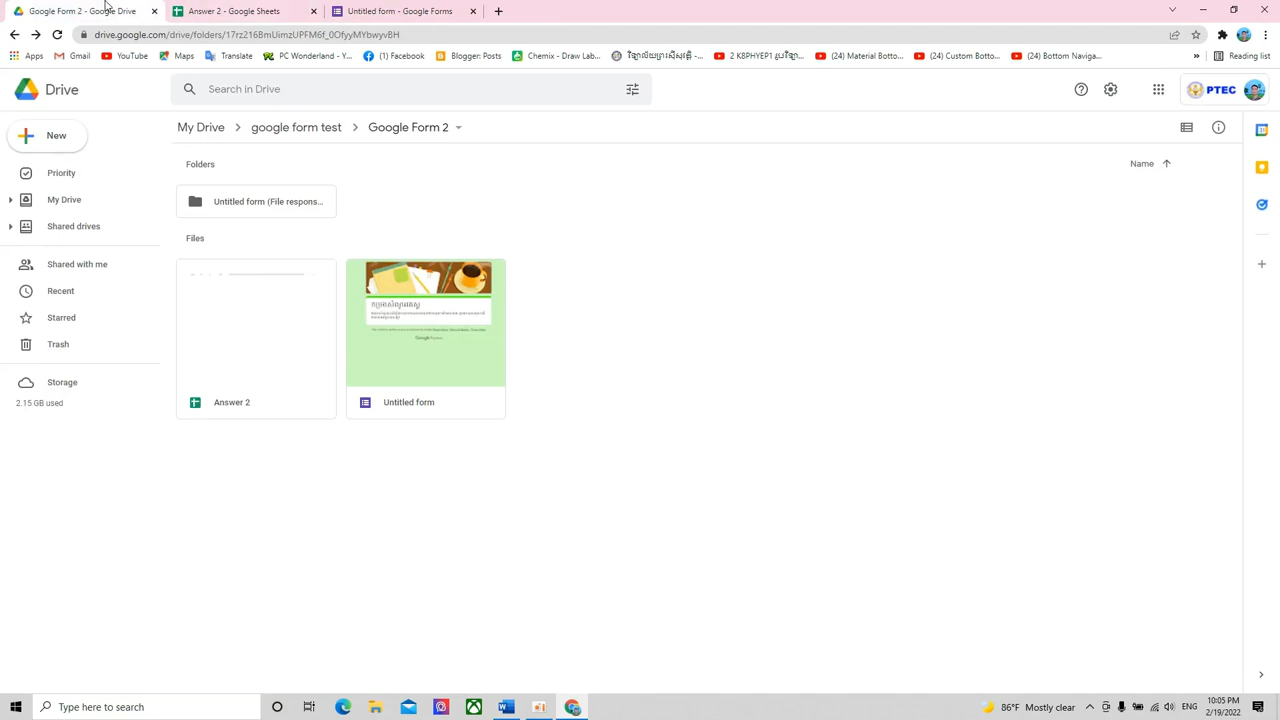 Google Form 2 - Google Drive
Answer 2 - Google Sheets
Untitled form - Google Forms
drive.google.com/drive/folders/17rz216BmUimzUPFM6f_0OfyyMYbwyvBH
Apps
Gmail
YouTube
Maps
Translate
PC Wonderland - Y...
(1) Facebook
Blogger: Posts
Chemix - Draw Lab...
(24) Material Botto...
(24) Custom Botto...
(24) Bottom Naviga...
»
Reading list
Drive
Search in Drive
PTEC
New
My Drive
google form test
Google Form 2
Priority
Folders
Name
My Drive
Untitled form (File respons...
Shared drives
Files
Shared with me
Recent
Starred
Trash
Storage
2.15 GB used
Google Forms
Answer 2
Untitled form
Type here to search
86°F Mostly clear
ENG
10:05 PM
2/19/2022